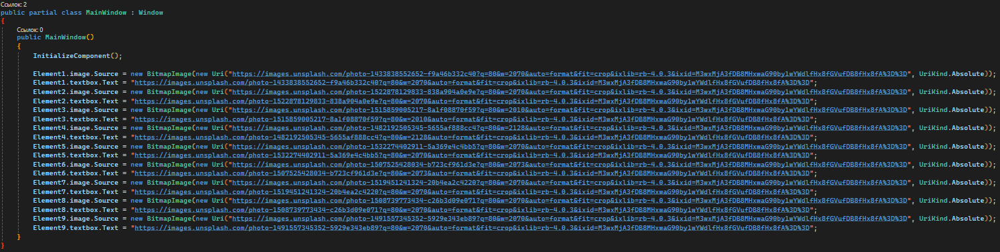 Ссылок: 2
public partial class MainWindow : Window
{
Ссылок: 0
public MainWindow()
{
InitializeComponent();
Element1.image.Source = new BitmapImage(new Uri("https://images.unsplash.com/photo-1433838552652-f9a46b332c40?q=80&w=2070&auto=format&fit=crop&ixlib=rb-4.0.3&ixid=M3wxMjA3fDB8MHxwaG90by1wYWdlfHx8fGVufDB8fHx8fA%3D%3D", UriKind.Absolute));
Element1.textbox.Text = "https://images.unsplash.com/photo-1433838552652-f9a46b332c40?q=80&w=2070&auto=format&fit=crop&ixlib=rb-4.0.3&ixid=M3wxMjA3fDB8MHxwaG90by1wYWdlfHx8fGVufDB8fHx8fA%3D%3D";
Element2.image.Source = new BitmapImage(new Uri("https://images.unsplash.com/photo-1522878129833-838a904a0e9e?q=80&w=2070&auto=format&fit=crop&ixlib=rb-4.0.3&ixid=M3wxMjA3fDB8MHxwaG90by1wYWdlfHx8fGVufDB8fHx8fA%3D%3D", UriKind.Absolute));
Element2.textbox.Text = "https://images.unsplash.com/photo-1522878129833-838a904a0e9e?q=80&w=2070&auto=format&fit=crop&ixlib=rb-4.0.3&ixid=M3wxMjA3fDB8MHxwaG90by1wYWdlfHx8fGVufDB8fHx8fA%3D%3D";
Element3.image.Source = new BitmapImage(new Uri("https://images.unsplash.com/photo-1515859005217-8a1f08870f59?q=80&w=2010&auto=format&fit=crop&ixlib=rb-4.0.3&ixid=M3wxMjA3fDB8MHxwaG90by1wYWdlfHx8fGVufDB8fHx8fA%3D%3D", UriKind.Absolute));
Element3.textbox.Text = "https://images.unsplash.com/photo-1515859005217-8a1f08870f59?q=80&w=2010&auto=format&fit=crop&ixlib=rb-4.0.3&ixid=M3wxMjA3fDB8MHxwaG90by1wYWdlfHx8fGVufDB8fHx8fA%3D%3D";
Element4.image.Source = new BitmapImage(new Uri("https://images.unsplash.com/photo-1482192505345-5655af888cc4?q=80&w=2128&auto=format&fit=crop&ixlib=rb-4.0.3&ixid=M3wxMjA3fDB8MHxwaG90by1wYWdlfHx8fGVufDB8fHx8fA%3D%3D", UriKind.Absolute));
Element4.textbox.Text = "https://images.unsplash.com/photo-1482192505345-5655af888cc4?q=80&w=2128&auto=format&fit=crop&ixlib=rb-4.0.3&ixid=M3wxMjA3fDB8MHxwaG90by1wYWdlfHx8fGVufDB8fHx8fA%3D%3D";
Element5.image.Source = new BitmapImage(new Uri("https://images.unsplash.com/photo-1532274402911-5a369e4c4bb5?q=80&w=2070&auto=format&fit=crop&ixlib=rb-4.0.3&ixid=M3wxMjA3fDB8MHxwaG90by1wYWdlfHx8fGVufDB8fHx8fA%3D%3D", UriKind.Absolute));
Element5.textbox.Text = "https://images.unsplash.com/photo-1532274402911-5a369e4c4bb5?q=80&w=2070&auto=format&fit=crop&ixlib=rb-4.0.3&ixid=M3wxMjA3fDB8MHxwaG90by1wYWdlfHx8fGVufDB8fHx8fA%3D%3D";
Element6.image.Source = new BitmapImage(new Uri("https://images.unsplash.com/photo-1507525428034-b723cf961d3e?q=80&w=2073&auto=format&fit=crop&ixlib=rb-4.0.3&ixid=M3wxMjA3fDB8MHxwaG90by1wYWdlfHx8fGVufDB8fHx8fA%3D%3D", UriKind.Absolute));
Element6.textbox.Text = "https://images.unsplash.com/photo-1507525428034-b723cf961d3e?q=80&w=2073&auto=format&fit=crop&ixlib=rb-4.0.3&ixid=M3wxMjA3fDB8MHxwaG90by1wYWdlfHx8fGVufDB8fHx8fA%3D%3D";
Element7.image.Source = new BitmapImage(new Uri("https://images.unsplash.com/photo-1519451241324-20b4ea2c4220?q=80&w=2070&auto=format&fit=crop&ixlib=rb-4.0.3&ixid=M3wxMjA3fDB8MHxwaG90by1wYWdlfHx8fGVufDB8fHx8fA%3D%3D", UriKind.Absolute));
Element7.textbox.Text = "https://images.unsplash.com/photo-1519451241324-20b4ea2c4220?q=80&w=2070&auto=format&fit=crop&ixlib=rb-4.0.3&ixid=M3wxMjA3fDB8MHxwaG90by1wYWdlfHx8fGVufDB8fHx8fA%3D%3D";
Element8.image.Source = new BitmapImage(new Uri("https://images.unsplash.com/photo-1508739773434-c26b3d09e071?q=80&w=2070&auto=format&fit=crop&ixlib=rb-4.0.3&ixid=M3wxMjA3fDB8MHxwaG90by1wYWdlfHx8fGVufDB8fHx8fA%3D%3D", UriKind.Absolute));
Element8.textbox.Text = "https://images.unsplash.com/photo-1508739773434-c26b3d09e071?q=80&w=2070&auto=format&fit=crop&ixlib=rb-4.0.3&ixid=M3wxMjA3fDB8MHxwaG90by1wYWdlfHx8fGVufDB8fHx8fA%3D%3D";
Element9.image.Source = new BitmapImage(new Uri("https://images.unsplash.com/photo-1491557345352-5929e343eb89?q=80&w=2070&auto=format&fit=crop&ixlib=rb-4.0.3&ixid=M3wxMjA3fDB8MHxwaG90by1wYWdlfHx8fGVufDB8fHx8fA%3D%3D", UriKind.Absolute));
Element9.textbox.Text = "https://images.unsplash.com/photo-1491557345352-5929e343eb89?q=80&w=2070&auto=format&fit=crop&ixlib=rb-4.0.3&ixid=M3wxMjA3fDB8MHxwaG90by1wYWdlfHx8fGVufDB8fHx8fA%3D%3D";
}
}